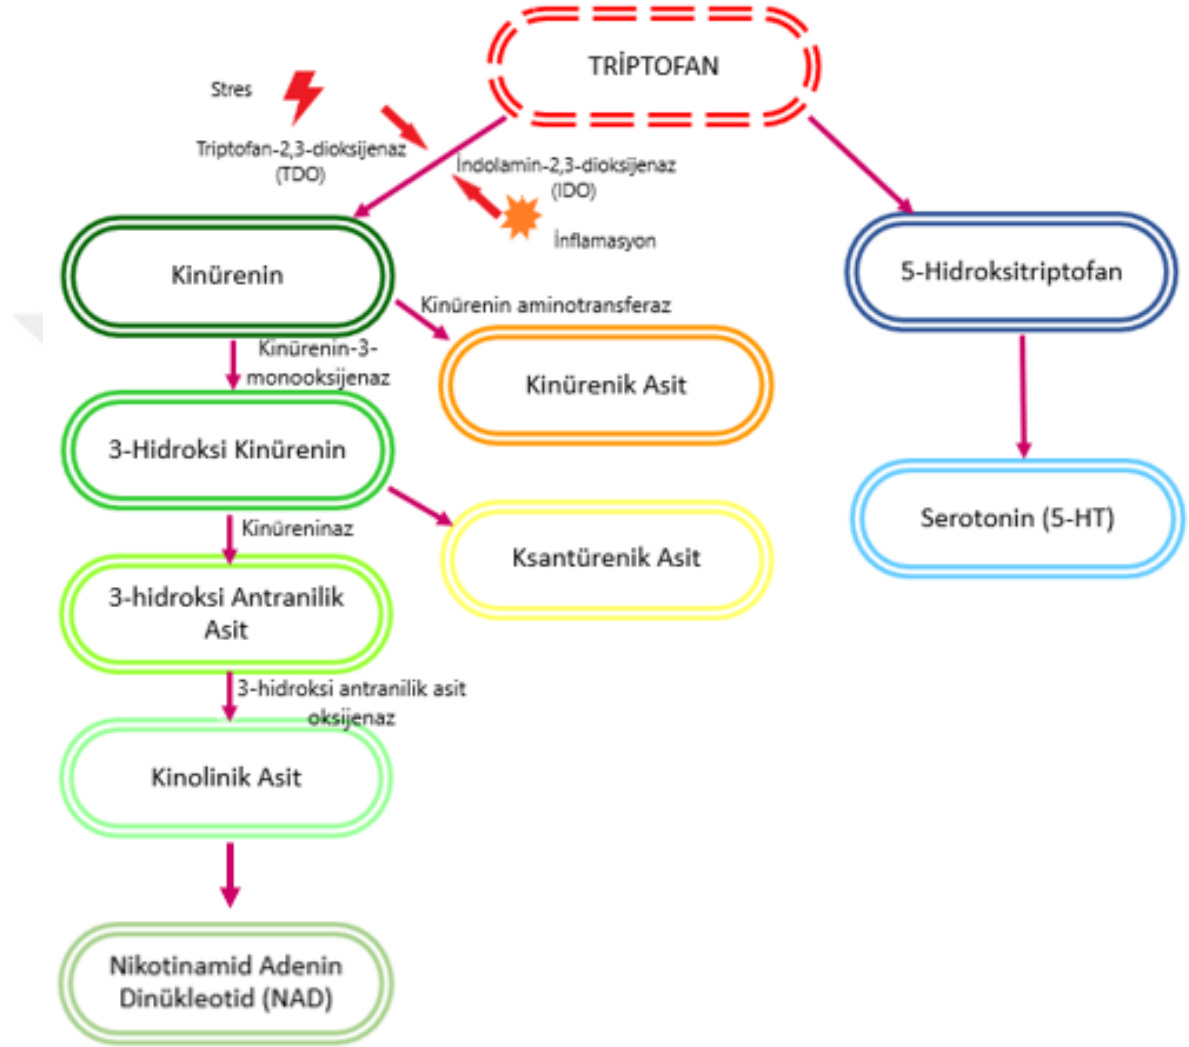 TRİPTOFAN
Stres
Triptofan-2,3-dioksijenaz
(TDO)
İndolamin-2,3-dioksijenaz
(IDO)
İnflamasyon
Kinürenin
5-Hidroksitriptofan
Kinürenin aminotransferaz
Kinürenin-3-
monooksijenaz
Kinürenik Asit
3-Hidroksi Kinürenin
Serotonin (5-HT)
Kinüreninaz
Ksantürenik Asit
3-hidroksi Antranilik
Asit
3-hidroksi antranilik asit
oksijenaz
Kinolinik Asit
Nikotinamid Adenin
Dinükleotid (NAD)